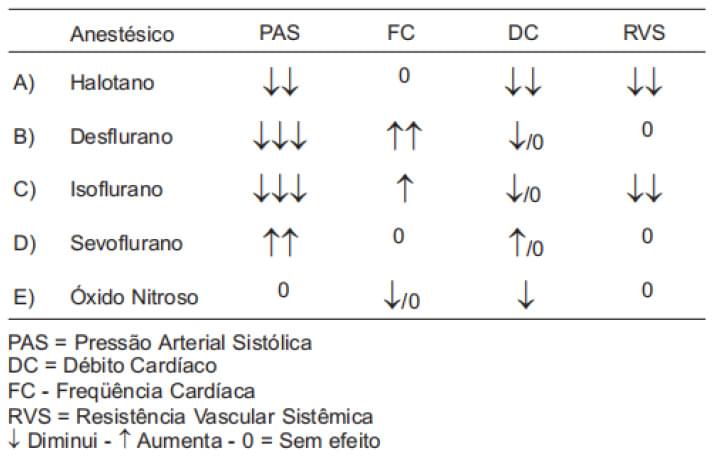 Anestésico PAS FC DC RVS
A) Halotano ↓↓ 0 ↓↓ ↓↓
B) Desflurano ↓↓↓ ↑↑ ↓/0 0
C) Isoflurano ↓↓↓ ↑ ↓/0 ↓↓
D) Sevoflurano ↑↑ 0 ↑/0 0
E) Óxido Nitroso 0 ↓/0 ↓ 0
PAS = Pressão Arterial Sistólica
DC = Débito Cardíaco
FC - Freqüência Cardíaca
RVS = Resistência Vascular Sistêmica
↓ Diminui - ↑ Aumenta - 0 = Sem efeito